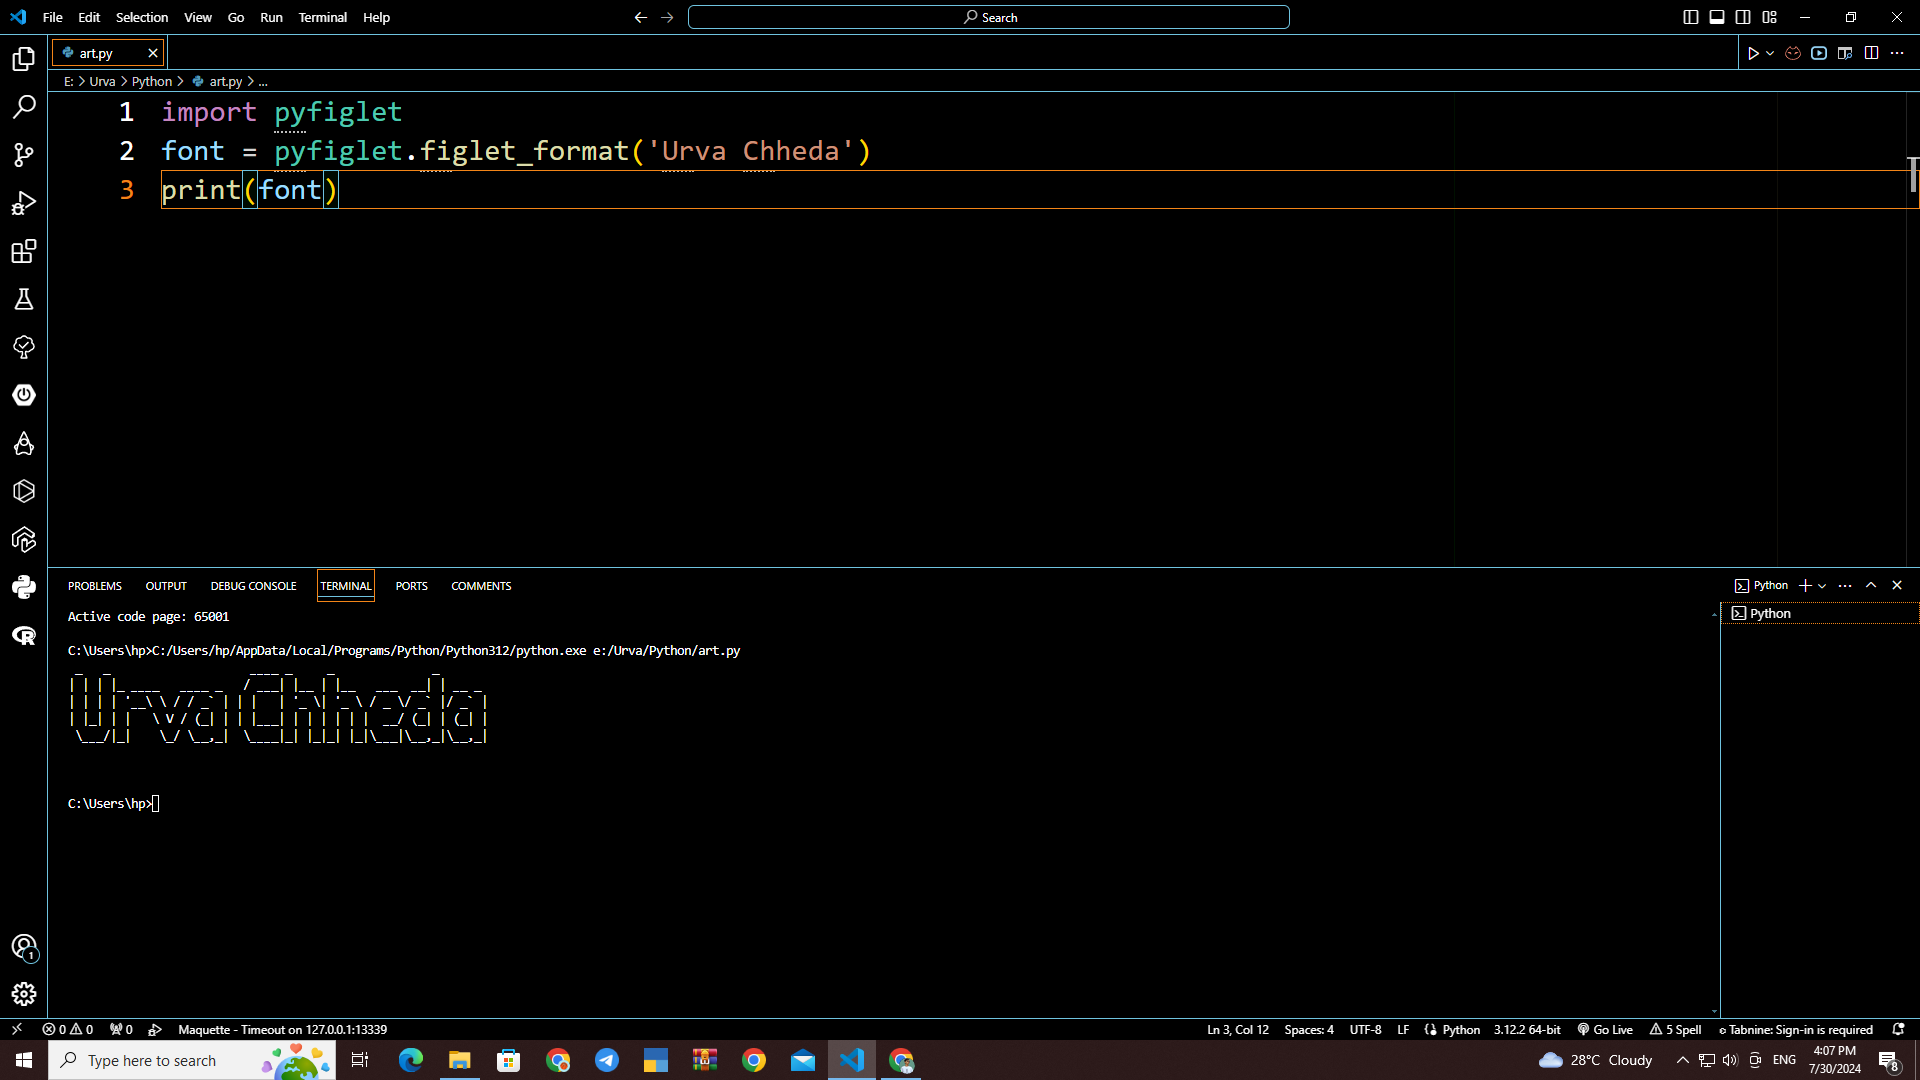 File Edit Selection View Go Run Terminal Help
Search
art.py
E: > Urva > Python > art.py > ...
1 import pyfiglet
2 font = pyfiglet.figlet_format('Urva Chheda')
3 print(font)
PROBLEMS OUTPUT DEBUG CONSOLE TERMINAL PORTS COMMENTS
Python
Python
Active code page: 65001
C:\Users\hp>C:/Users/hp/AppData/Local/Programs/Python/Python312/python.exe e:/Urva/Python/art.py
Urva Chheda
C:\Users\hp>
1
0 0 0 Maquette - Timeout on 127.0.0.1:13339
Ln 3, Col 12 Spaces: 4 UTF-8 LF Python 3.12.2 64-bit Go Live 5 Spell Tabnine: Sign-in is required
Type here to search
28°C Cloudy
ENG
4:07 PM
7/30/2024
8